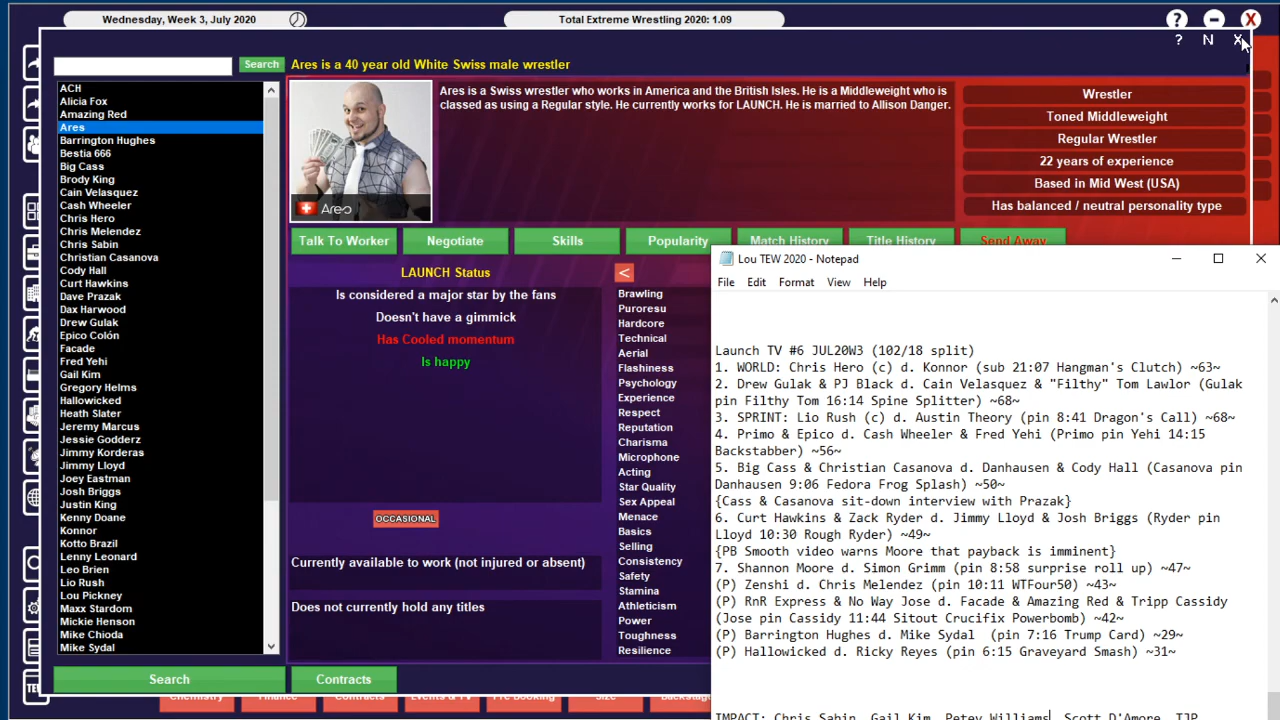 Wednesday, Week 3, July 2020
Total Extreme Wrestling 2020: 1.09
? − X
? N X
Search
Ares is a 40 year old White Swiss male wrestler
ACH
Alicia Fox
Amazing Red
Ares
Barrington Hughes
Bestia 666
Big Cass
Brody King
Cain Velasquez
Cash Wheeler
Chris Hero
Chris Melendez
Chris Sabin
Christian Casanova
Cody Hall
Curt Hawkins
Dave Prazak
Dax Harwood
Drew Gulak
Epico Colón
Facade
Fred Yehi
Gail Kim
Gregory Helms
Hallowicked
Heath Slater
Jeremy Marcus
Jessie Godderz
Jimmy Korderas
Jimmy Lloyd
Joey Eastman
Josh Briggs
Justin King
Kenny Doane
Konnor
Kotto Brazil
Lenny Leonard
Leo Brien
Lio Rush
Lou Pickney
Maxx Stardom
Mickie Henson
Mike Chioda
Mike Sydal
Search
Contracts
Ares
Ares is a Swiss wrestler who works in America and the British Isles. He is a Middleweight who is
classed as using a Regular style. He currently works for LAUNCH. He is married to Allison Danger.
Wrestler
Toned Middleweight
Regular Wrestler
22 years of experience
Based in Mid West (USA)
Has balanced / neutral personality type
Talk To Worker
Negotiate
Skills
Popularity
Match History
Title History
Send Away
LAUNCH Status
Is considered a major star by the fans
Doesn't have a gimmick
Has Cooled momentum
Is happy
OCCASIONAL
Currently available to work (not injured or absent)
Does not currently hold any titles
<
Brawling
Puroresu
Hardcore
Technical
Aerial
Flashiness
Psychology
Experience
Respect
Reputation
Charisma
Microphone
Acting
Star Quality
Sex Appeal
Menace
Basics
Selling
Consistency
Safety
Stamina
Athleticism
Power
Toughness
Resilience
Lou TEW 2020 - Notepad
File Edit Format View Help
Launch TV #6 JUL20W3 (102/18 split)
1. WORLD: Chris Hero (c) d. Konnor (sub 21:07 Hangman's Clutch) ~63~
2. Drew Gulak & PJ Black d. Cain Velasquez & "Filthy" Tom Lawlor (Gulak
pin Filthy Tom 16:14 Spine Splitter) ~68~
3. SPRINT: Lio Rush (c) d. Austin Theory (pin 8:41 Dragon's Call) ~68~
4. Primo & Epico d. Cash Wheeler & Fred Yehi (Primo pin Yehi 14:15
Backstabber) ~56~
5. Big Cass & Christian Casanova d. Danhausen & Cody Hall (Casanova pin
Danhausen 9:06 Fedora Frog Splash) ~50~
{Cass & Casanova sit-down interview with Prazak}
6. Curt Hawkins & Zack Ryder d. Jimmy Lloyd & Josh Briggs (Ryder pin
Lloyd 10:30 Rough Ryder) ~49~
{PB Smooth video warns Moore that payback is imminent}
7. Shannon Moore d. Simon Grimm (pin 8:58 surprise roll up) ~47~
(P) Zenshi d. Chris Melendez (pin 10:11 WTFour50) ~43~
(P) RnR Express & No Way Jose d. Facade & Amazing Red & Tripp Cassidy
(Jose pin Cassidy 11:44 Sitout Crucifix Powerbomb) ~42~
(P) Barrington Hughes d. Mike Sydal  (pin 7:16 Trump Card) ~29~
(P) Hallowicked d. Ricky Reyes (pin 6:15 Graveyard Smash) ~31~
IMPACT: Chris Sabin, Gail Kim, Petey Williams, Scott D'Amore, TJP
Chemistry Finance Contracts Events & TV Pre Booking Size Backstage